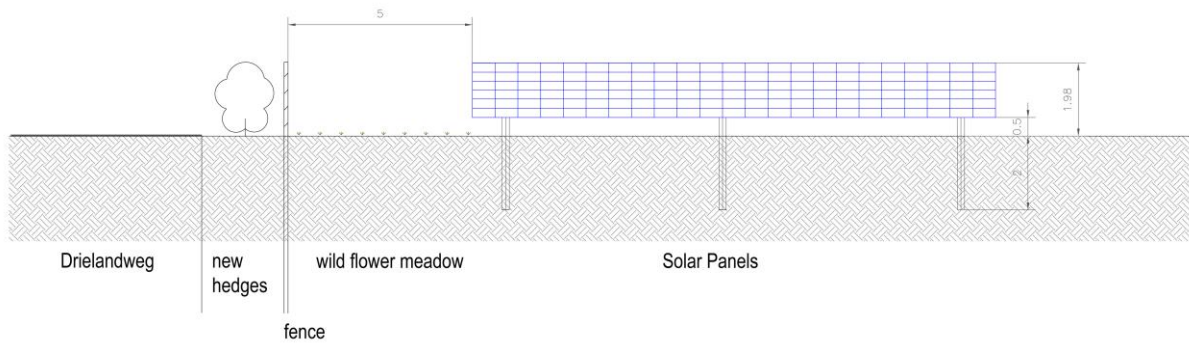 5
1.98
0.5
2
Drielandweg
new
hedges
wild flower meadow
Solar Panels
fence